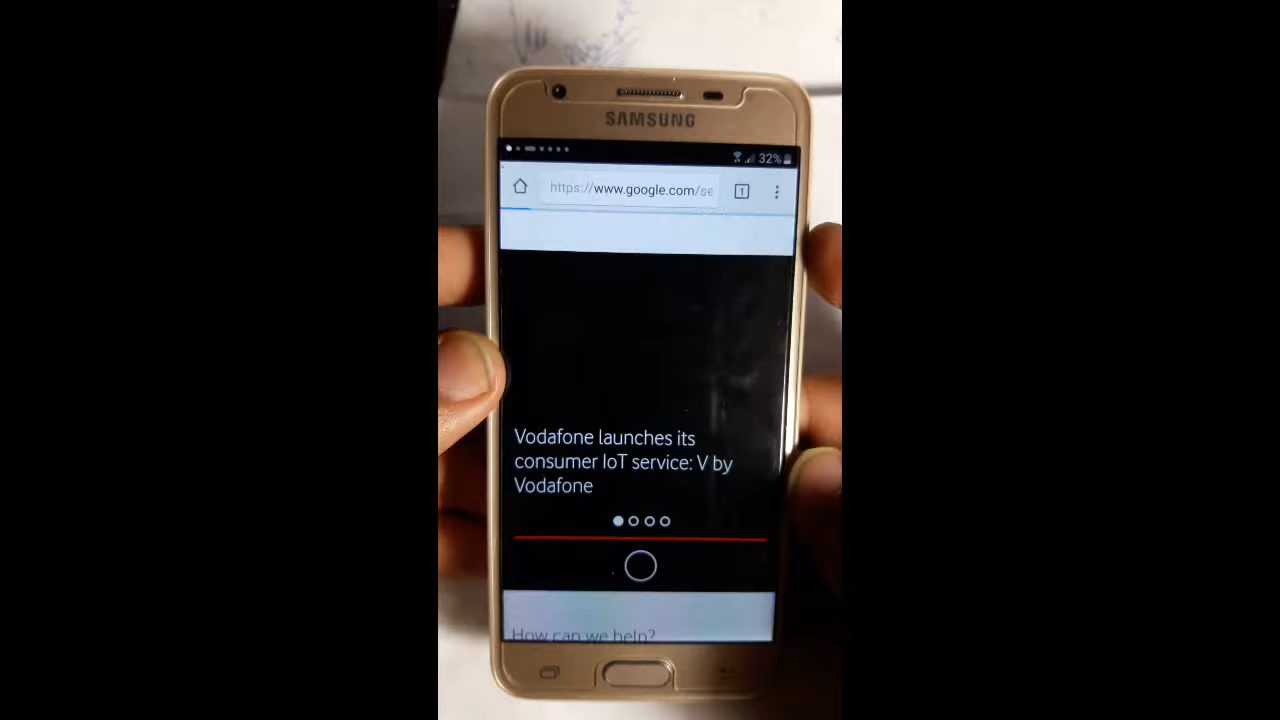 SAMSUNG
32%
https://www.google.com/se
1
Vodafone launches its
consumer IoT service: V by
Vodafone
How can we help?